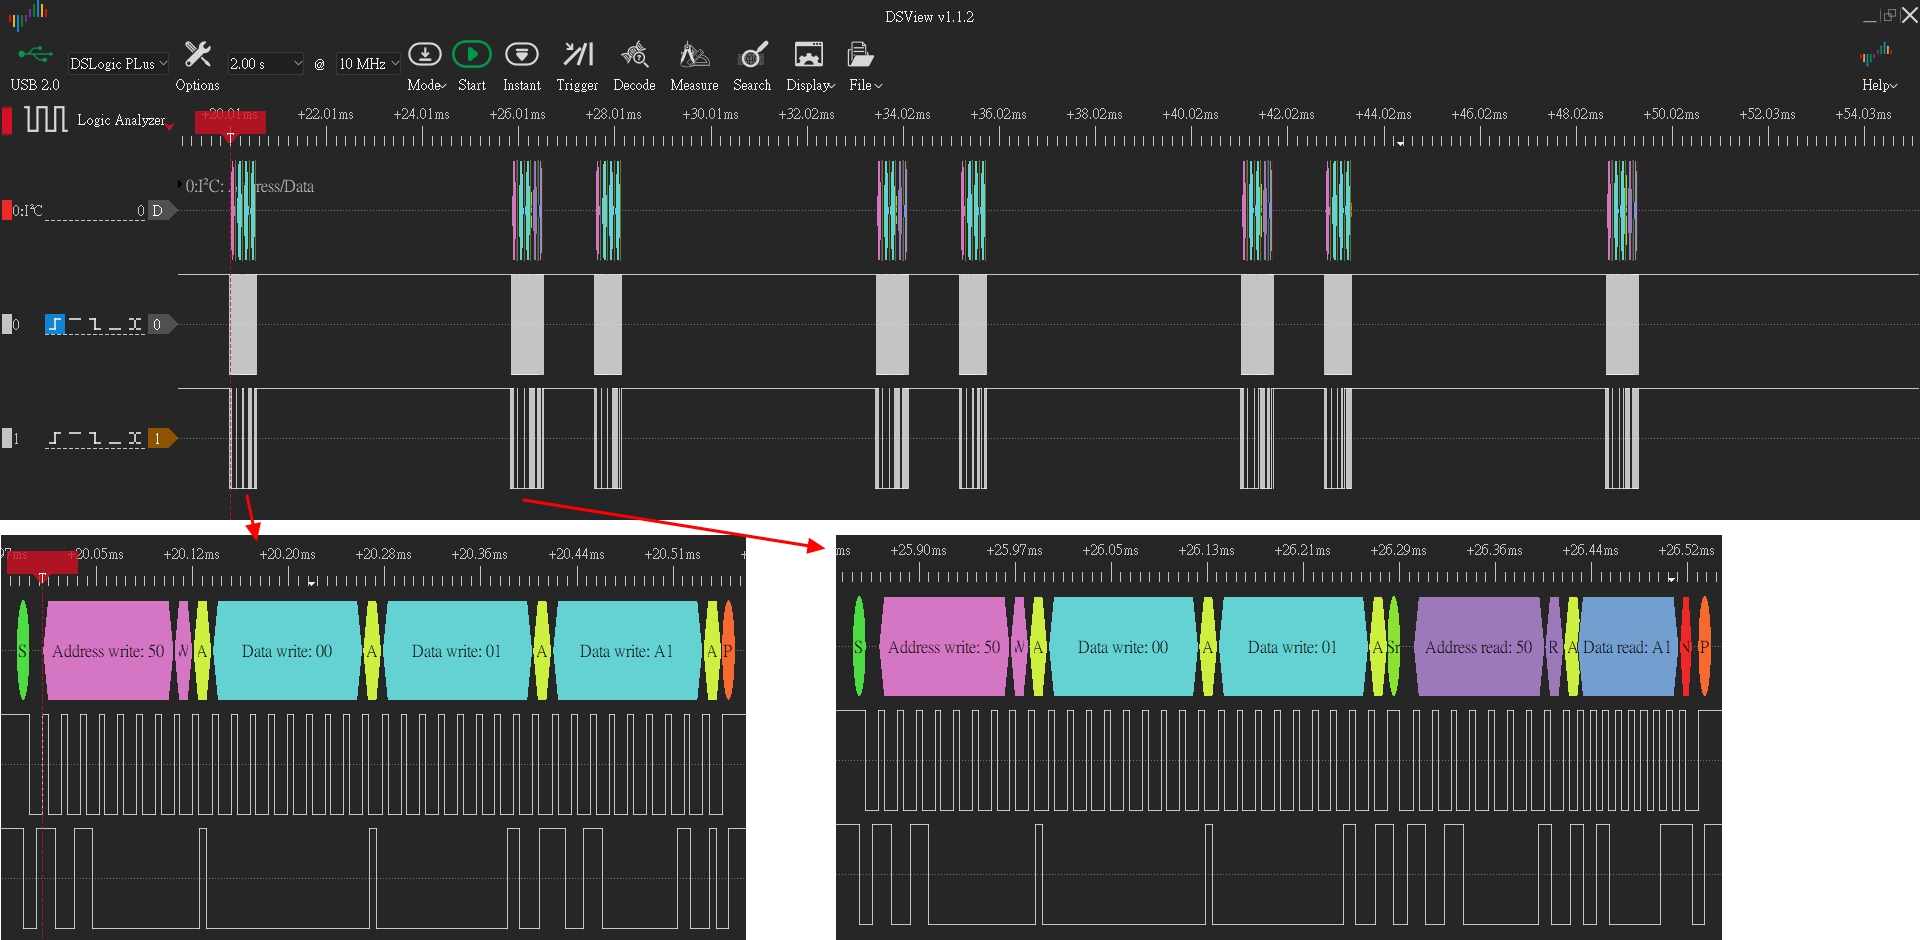 DSView v1.1.2
USB 2.0
DSLogic PLus
Options
2.00 s
@
10 MHz
Mode
Start
Instant
Trigger
Decode
Measure
Search
Display
File
Help
Logic Analyzer
+20.01ms +22.01ms +24.01ms +26.01ms +28.01ms +30.01ms +32.02ms +34.02ms +36.02ms +38.02ms +40.02ms +42.02ms +44.02ms +46.02ms +48.02ms +50.02ms +52.03ms +54.03ms
T
0:I²C: ress/Data
0:I²C 0 D
0 0
1 1
97ms +20.05ms +20.12ms +20.20ms +20.28ms +20.36ms +20.44ms +20.51ms
T
S Address write: 50 W A Data write: 00 A Data write: 01 A Data write: A1 A P
ms +25.90ms +25.97ms +26.05ms +26.13ms +26.21ms +26.29ms +26.36ms +26.44ms +26.52ms
S Address write: 50 W A Data write: 00 A Data write: 01 A Sr Address read: 50 R A Data read: A1 N P